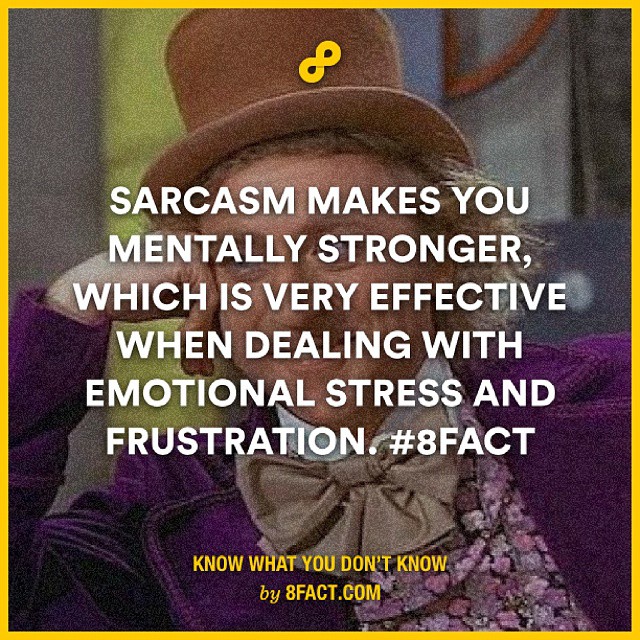 SARCASM MAKES YOU
MENTALLY STRONGER,
WHICH IS VERY EFFECTIVE
WHEN DEALING WITH
EMOTIONAL STRESS AND
FRUSTRATION. #8FACT
KNOW WHAT YOU DON'T KNOW
by 8FACT.COM